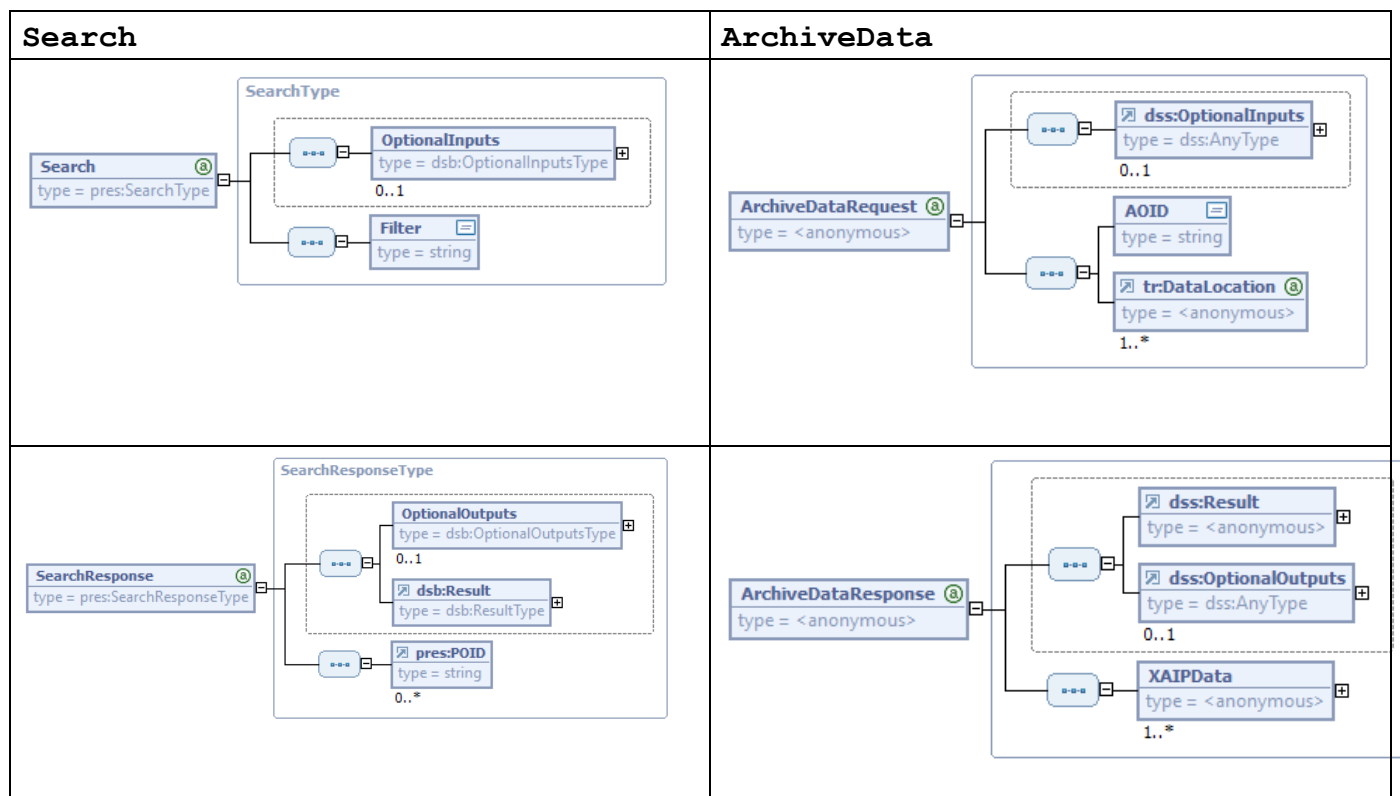 Search
ArchiveData
SearchType
OptionalInputs
type = dsb:OptionalInputsType
0..1
Search
type = pres:SearchType
Filter
type = string
dss:OptionalInputs
type = dss:AnyType
0..1
ArchiveDataRequest
type = <anonymous>
AOID
type = string
tr:DataLocation
type = <anonymous>
1..*
SearchResponseType
OptionalOutputs
type = dsb:OptionalOutputsType
0..1
SearchResponse
type = pres:SearchResponseType
dsb:Result
type = dsb:ResultType
pres:POID
type = string
0..*
dss:Result
type = <anonymous>
ArchiveDataResponse
type = <anonymous>
dss:OptionalOutputs
type = dss:AnyType
0..1
XAIPData
type = <anonymous>
1..*